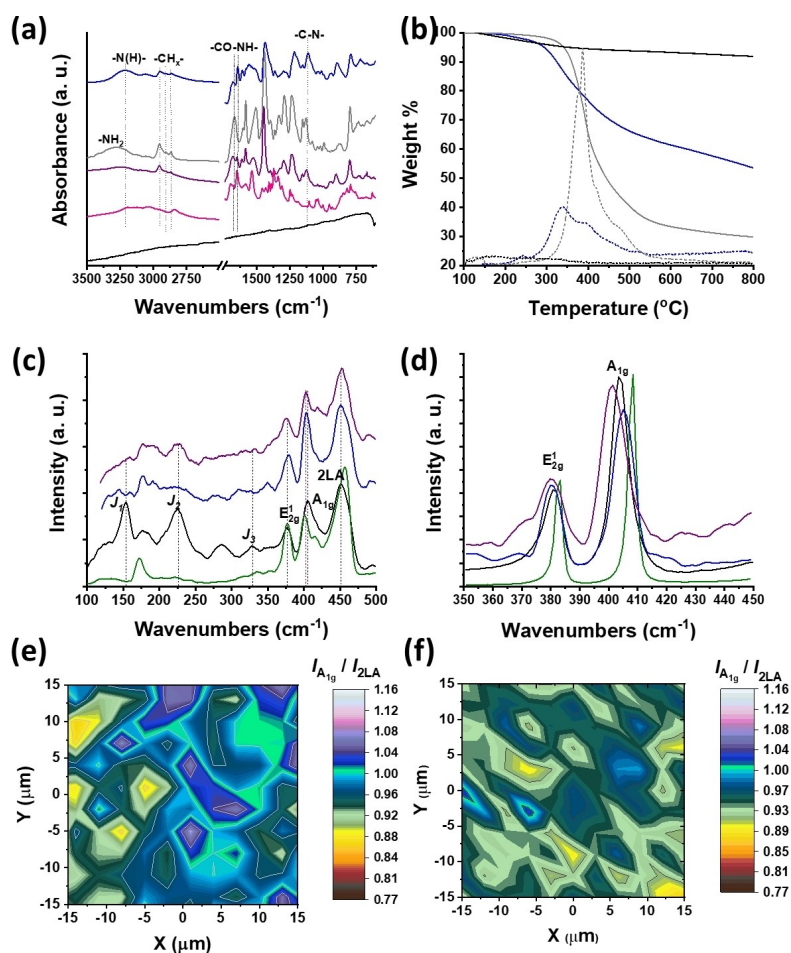 (a)
-N(H)-
-CHₓ-
-CO-NH-
-C-N-
-NH₂
Absorbance (a. u.)
3500 3000 2750 1500 1250 1000 750
Wavenumbers (cm⁻¹)
(b)
Weight %
100
90
80
70
60
50
40
30
20
100 200 300 400 500 600 700 800
Temperature (ᵒC)
(c)
Intensity (a. u.)
J₁
J₂
J₃
E¹₂g
A₁g
2LA
100 150 200 250 300 350 400 450 500
Wavenumbers (cm⁻¹)
(d)
Intensity (a. u.)
E¹₂g
A₁g
350 360 370 380 390 400 410 420 430 440 450
Wavenumbers (cm⁻¹)
(e)
I A₁g / I 2LA
Y (μm)
15
10
5
0
-5
-10
-15
-15 -10 -5 0 5 10 15
X (μm)
1.16
1.12
1.08
1.04
1.00
0.96
0.92
0.88
0.84
0.81
0.77
(f)
I A₁g / I 2LA
Y (μm)
15
10
5
0
-5
-10
-15
-15 -10 -5 0 5 10 15
X (μm)
1.16
1.12
1.08
1.04
1.01
0.97
0.93
0.89
0.85
0.81
0.77